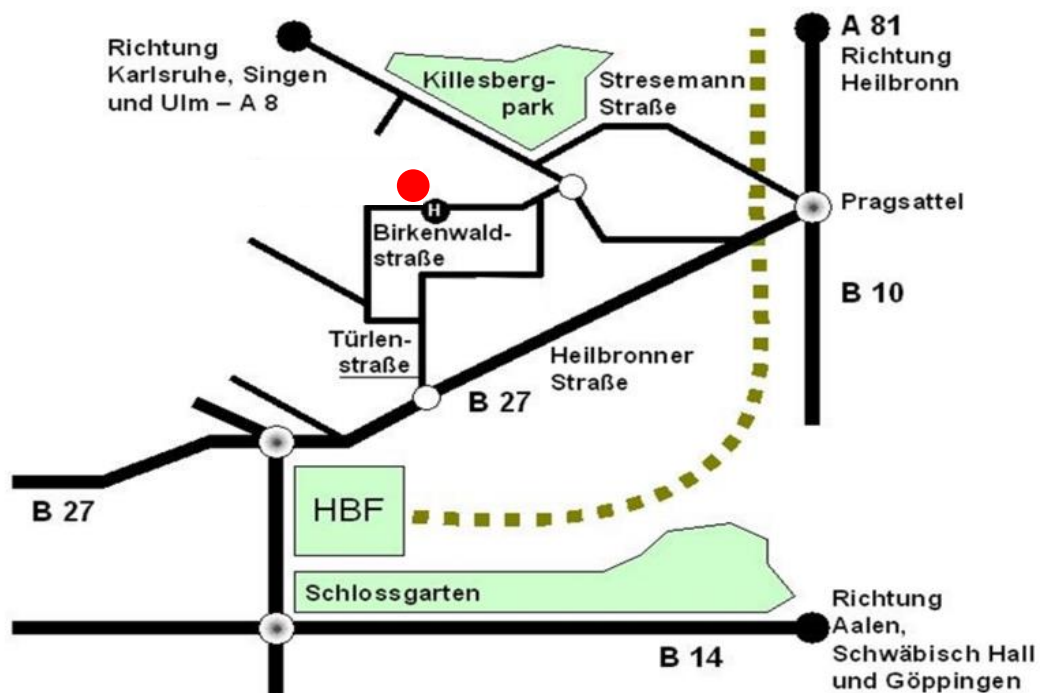 Richtung
Karlsruhe, Singen
und Ulm – A 8
Killesberg-
park
Stresemann
Straße
A 81
Richtung
Heilbronn
Pragsattel
H
Birkenwald-
straße
B 10
Türlen-
straße
Heilbronner
Straße
B 27
B 27
HBF
Schlossgarten
B 14
Richtung
Aalen,
Schwäbisch Hall
und Göppingen